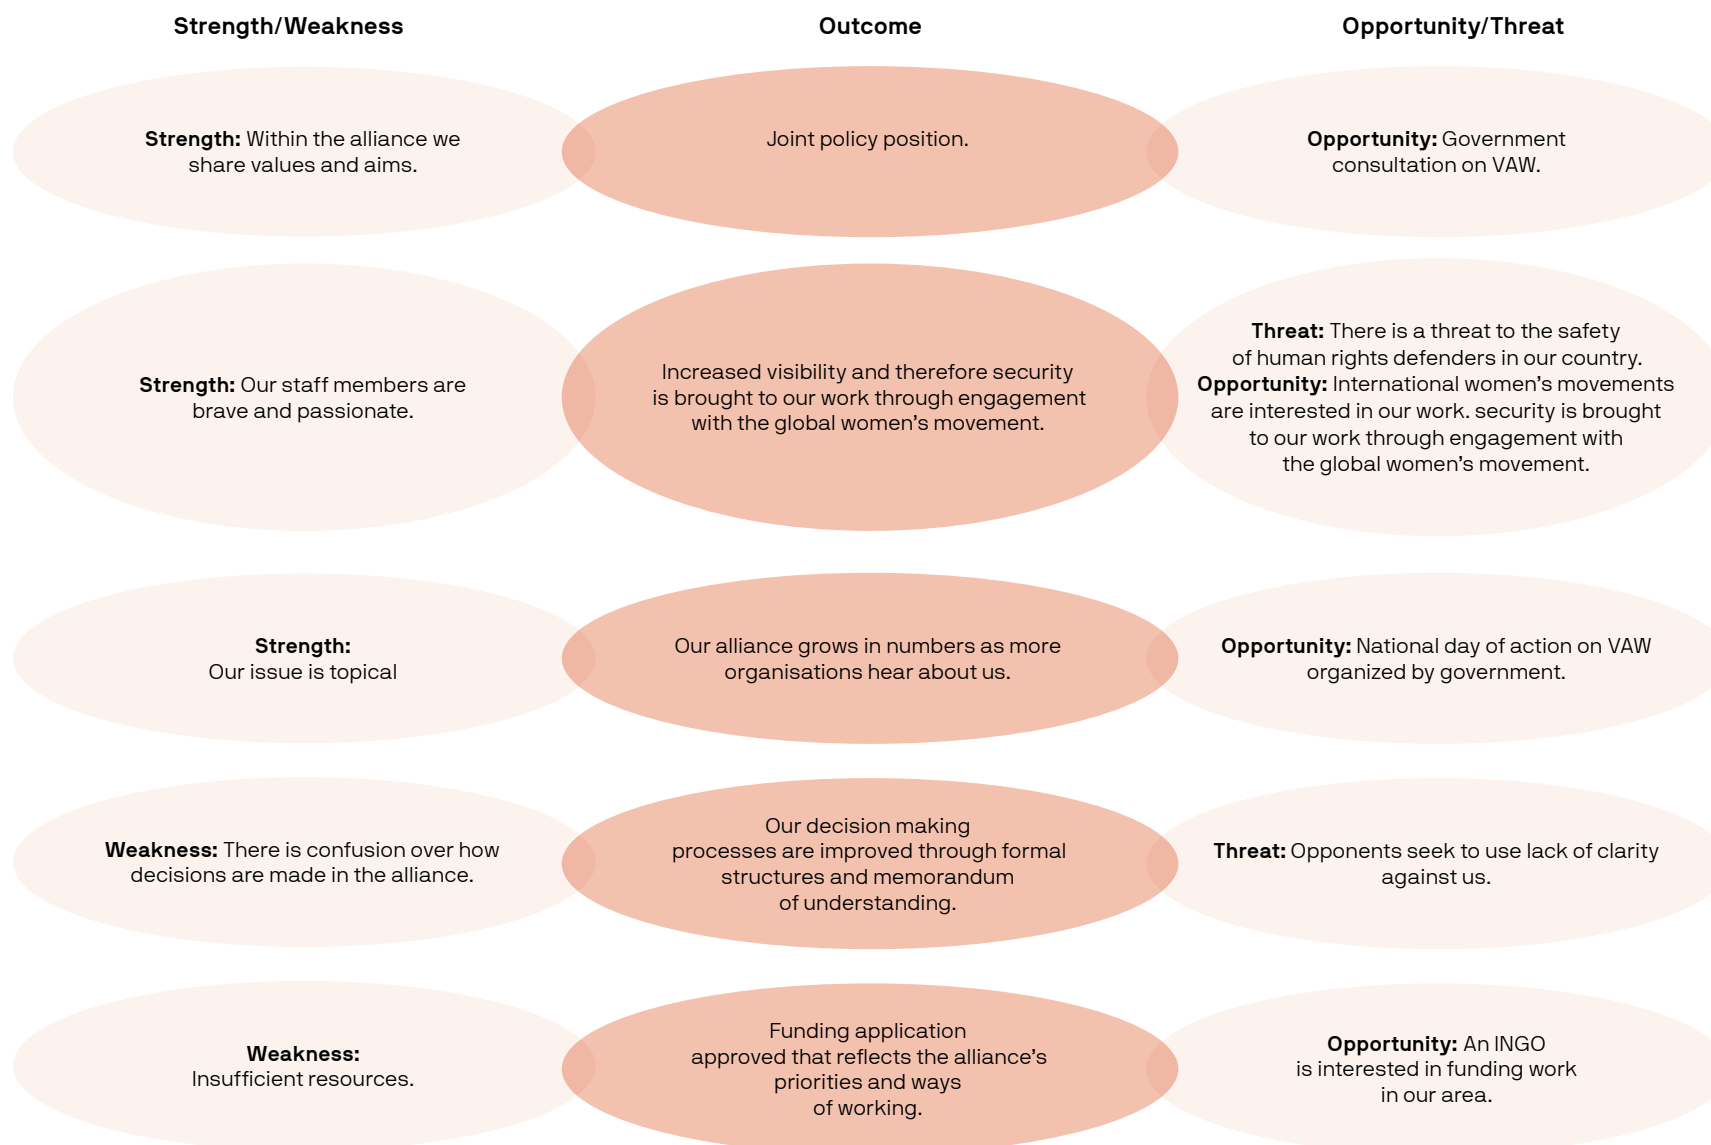 Strength/Weakness
Outcome
Opportunity/Threat
Strength: Within the alliance we
share values and aims.
Joint policy position.
Opportunity: Government
consultation on VAW.
Strength: Our staff members are
brave and passionate.
Increased visibility and therefore security
is brought to our work through engagement
with the global women's movement.
Threat: There is a threat to the safety
of human rights defenders in our country.
Opportunity: International women's movements
are interested in our work. security is brought
to our work through engagement with
the global women's movement.
Strength:
Our issue is topical
Our alliance grows in numbers as more
organisations hear about us.
Opportunity: National day of action on VAW
organized by government.
Weakness: There is confusion over how
decisions are made in the alliance.
Our decision making
processes are improved through formal
structures and memorandum
of understanding.
Threat: Opponents seek to use lack of clarity
against us.
Weakness:
Insufficient resources.
Funding application
approved that reflects the alliance's
priorities and ways
of working.
Opportunity: An INGO
is interested in funding work
in our area.